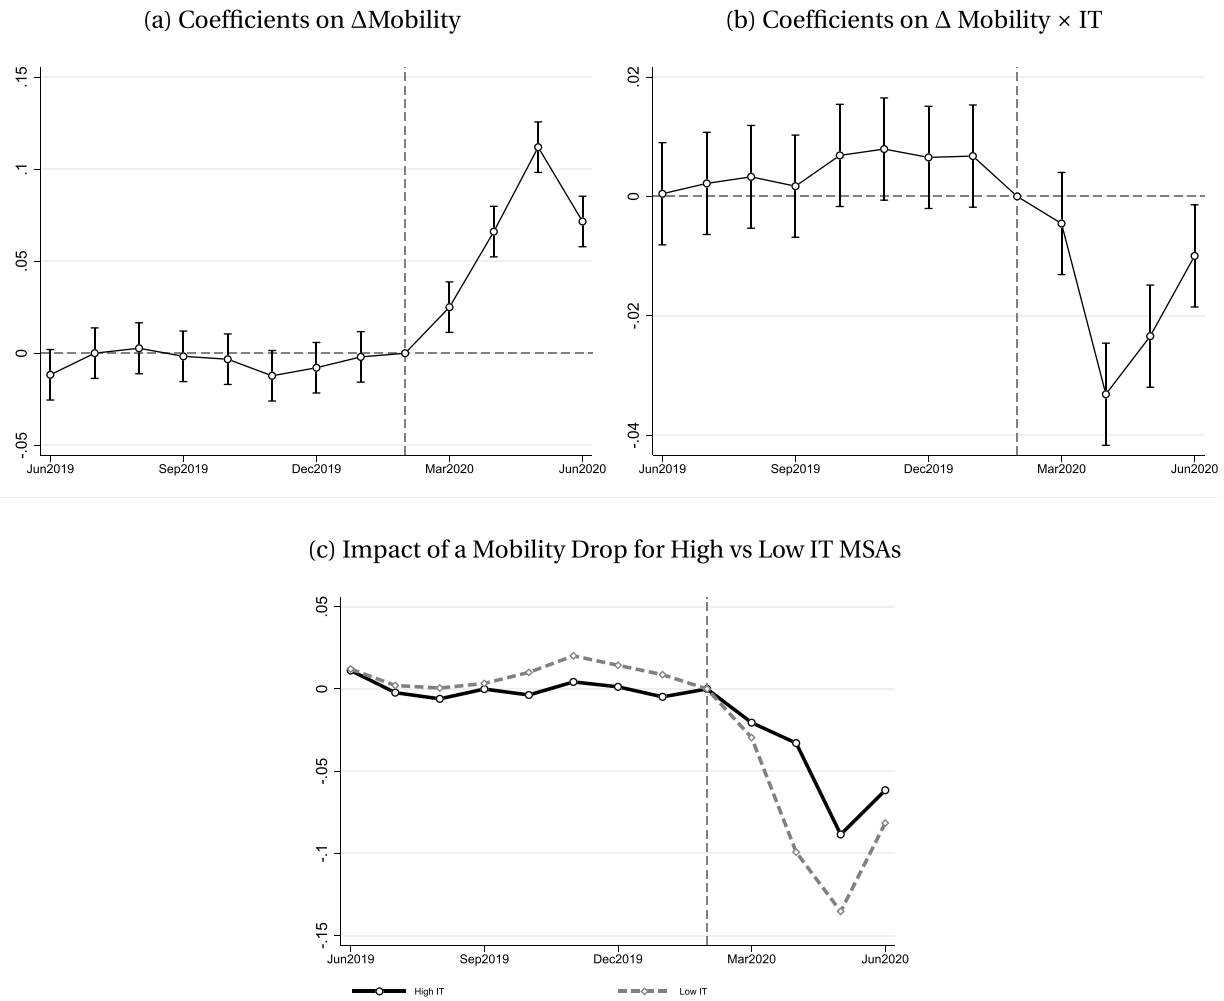 (a) Coefficients on ΔMobility
.15
.1
.05
0
-.05
Jun2019 Sep2019 Dec2019 Mar2020 Jun2020
(b) Coefficients on Δ Mobility × IT
.02
0
-.02
-.04
Jun2019 Sep2019 Dec2019 Mar2020 Jun2020
(c) Impact of a Mobility Drop for High vs Low IT MSAs
.05
0
-.05
-.1
-.15
Jun2019 Sep2019 Dec2019 Mar2020 Jun2020
High IT Low IT